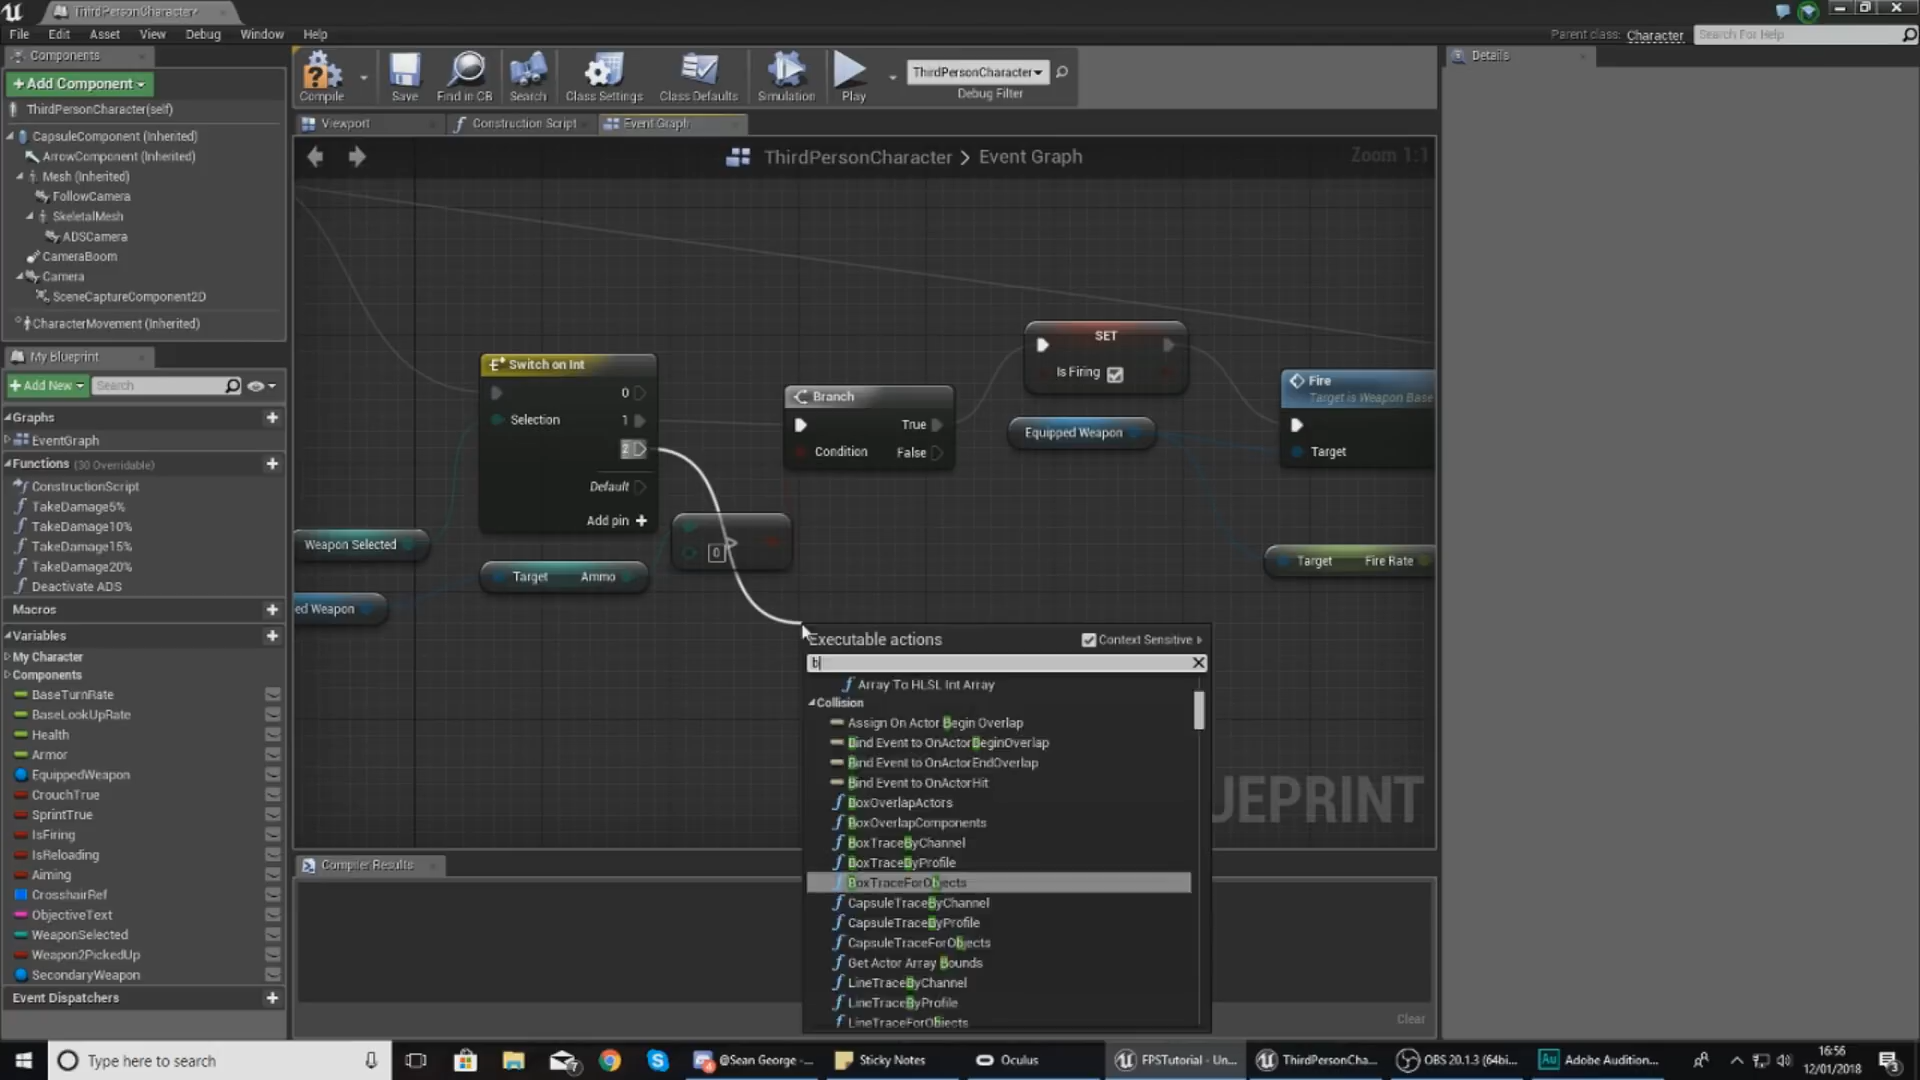 ThirdPersonCharacter*
File Edit Asset View Debug Window Help
Parent class: Character
Search For Help
Components
+Add Component
ThirdPersonCharacter(self)
CapsuleComponent (Inherited)
ArrowComponent (Inherited)
Mesh (Inherited)
FollowCamera
SkeletalMesh
ADSCamera
CameraBoom
Camera
SceneCaptureComponent2D
CharacterMovement (Inherited)
My Blueprint
+Add New
Search
Graphs
EventGraph
Functions (30 Overridable)
ConstructionScript
TakeDamage5%
TakeDamage10%
TakeDamage15%
TakeDamage20%
Deactivate ADS
Macros
Variables
My Character
Components
BaseTurnRate
BaseLookUpRate
Health
Armor
EquippedWeapon
CrouchTrue
SprintTrue
IsFiring
IsReloading
Aiming
CrosshairRef
ObjectiveText
WeaponSelected
Weapon2PickedUp
SecondaryWeapon
Event Dispatchers
Compile
Save
Find in CB
Search
Class Settings
Class Defaults
Simulation
Play
ThirdPersonCharacter
Debug Filter
Viewport
Construction Script
Event Graph
ThirdPersonCharacter > Event Graph
Zoom 1:1
Switch on Int
0
Selection 1
2
Default
Add pin +
Weapon Selected
ed Weapon
Target Ammo
0
Branch
True
Condition False
SET
Is Firing
Equipped Weapon
Fire
Target is Weapon Base
Target
Target Fire Rate
UEPRINT
Executable actions
Context Sensitive
b
Array To HLSL Int Array
Collision
Assign On Actor Begin Overlap
Bind Event to OnActorBeginOverlap
Bind Event to OnActorEndOverlap
Bind Event to OnActorHit
BoxOverlapActors
BoxOverlapComponents
BoxTraceByChannel
BoxTraceByProfile
BoxTraceForObjects
CapsuleTraceByChannel
CapsuleTraceByProfile
CapsuleTraceForObjects
Get Actor Array Bounds
LineTraceByChannel
LineTraceByProfile
LineTraceForObjects
Compiler Results
Clear
Details
Type here to search
@Sean George -...
Sticky Notes
Oculus
FPSTutorial - Un...
ThirdPersonCha...
OBS 20.1.3 (64bi...
Adobe Audition...
16:56
12/01/2018